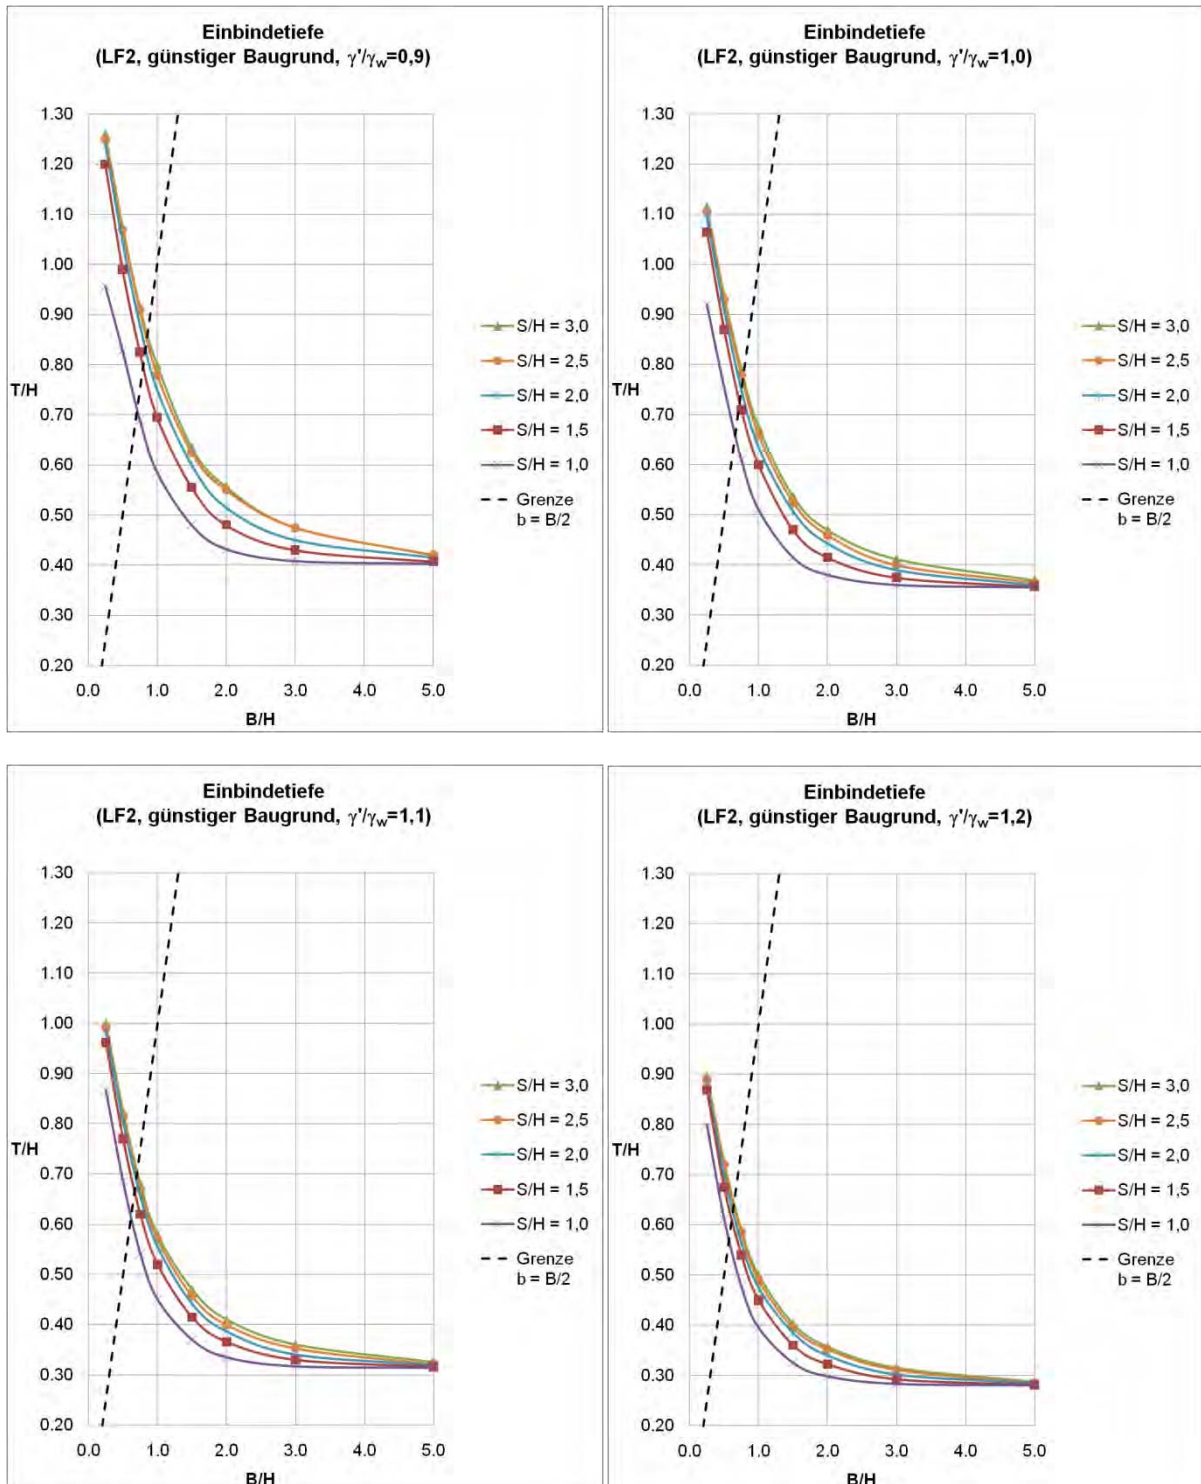 Einbindetiefe
(LF2, günstiger Baugrund, γ'/γw=0,9)
1.30
1.20
1.10
1.00
0.90
0.80
T/H
0.70
0.60
0.50
0.40
0.30
0.20
0.0 1.0 2.0 3.0 4.0 5.0
B/H
S/H = 3,0
S/H = 2,5
S/H = 2,0
S/H = 1,5
S/H = 1,0
Grenze
b = B/2
Einbindetiefe
(LF2, günstiger Baugrund, γ'/γw=1,0)
1.30
1.20
1.10
1.00
0.90
0.80
T/H
0.70
0.60
0.50
0.40
0.30
0.20
0.0 1.0 2.0 3.0 4.0 5.0
B/H
S/H = 3,0
S/H = 2,5
S/H = 2,0
S/H = 1,5
S/H = 1,0
Grenze
b = B/2
Einbindetiefe
(LF2, günstiger Baugrund, γ'/γw=1,1)
1.30
1.20
1.10
1.00
0.90
0.80
T/H
0.70
0.60
0.50
0.40
0.30
0.20
0.0 1.0 2.0 3.0 4.0 5.0
B/H
S/H = 3,0
S/H = 2,5
S/H = 2,0
S/H = 1,5
S/H = 1,0
Grenze
b = B/2
Einbindetiefe
(LF2, günstiger Baugrund, γ'/γw=1,2)
1.30
1.20
1.10
1.00
0.90
0.80
T/H
0.70
0.60
0.50
0.40
0.30
0.20
0.0 1.0 2.0 3.0 4.0 5.0
B/H
S/H = 3,0
S/H = 2,5
S/H = 2,0
S/H = 1,5
S/H = 1,0
Grenze
b = B/2